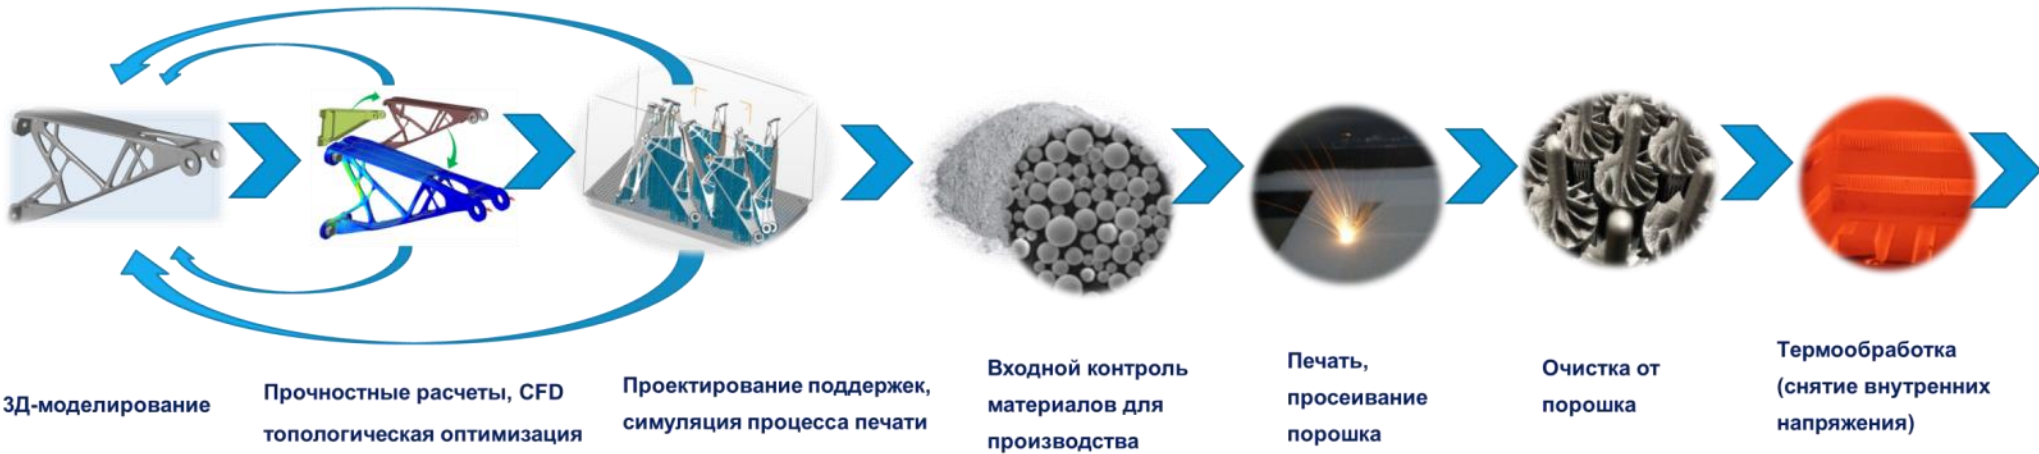 3Д-моделирование
Прочностные расчеты, CFD
топологическая оптимизация
Проектирование поддержек,
симуляция процесса печати
Входной контроль
материалов для
производства
Печать,
просеивание
порошка
Очистка от
порошка
Термообработка
(снятие внутренних
напряжения)